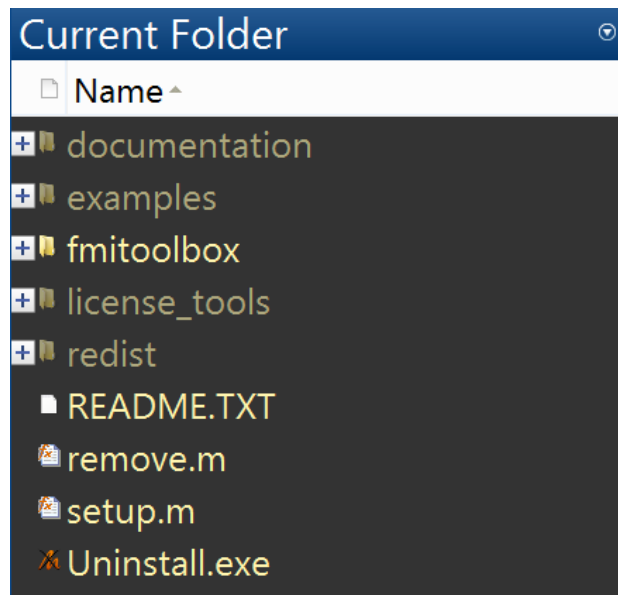 Current Folder
Name
documentation
examples
fmitoolbox
license_tools
redist
README.TXT
remove.m
setup.m
Uninstall.exe